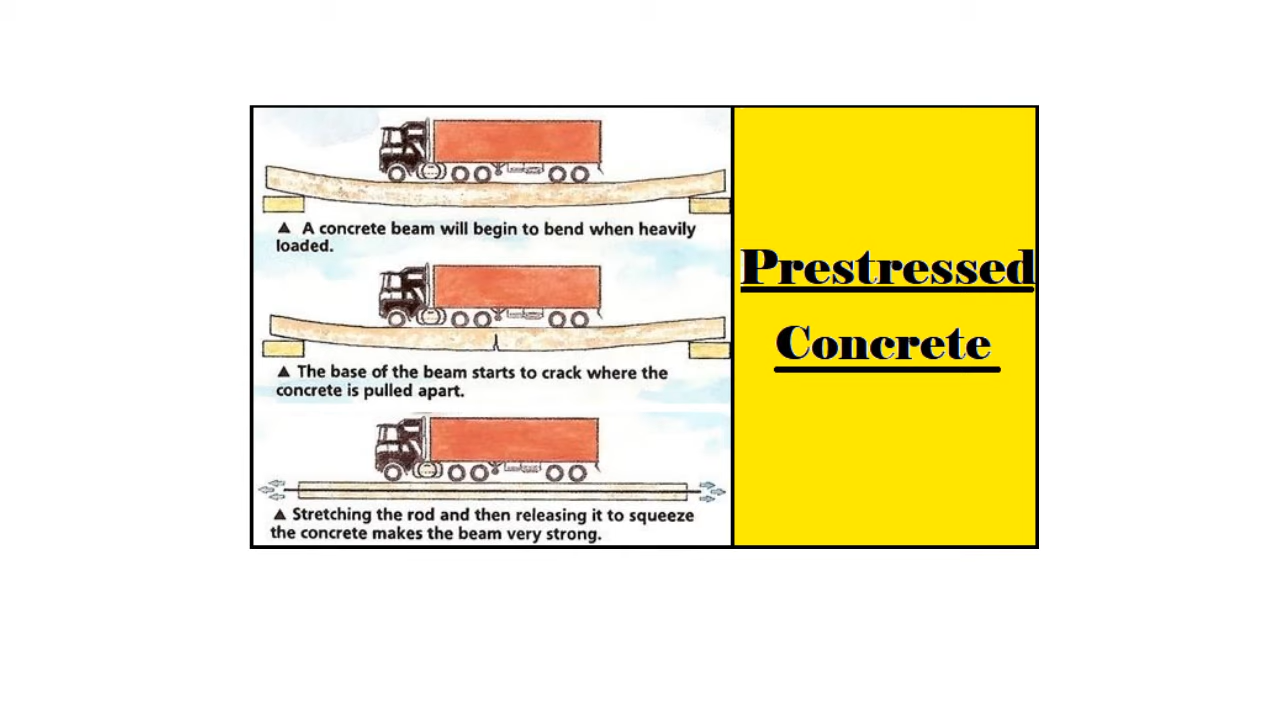 ▲ A concrete beam will begin to bend when heavily
loaded.
▲ The base of the beam starts to crack where the
concrete is pulled apart.
▲ Stretching the rod and then releasing it to squeeze
the concrete makes the beam very strong.
Prestressed
Concrete